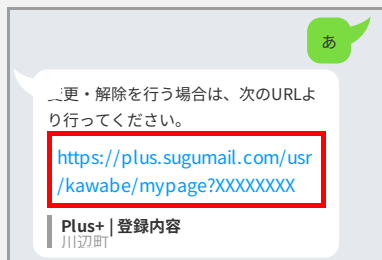 あ
変更・解除を行う場合は、次のURLよ
り行ってください。
https://plus.sugumail.com/usr
/kawabe/mypage?XXXXXXXX
Plus+ | 登録内容
川辺町